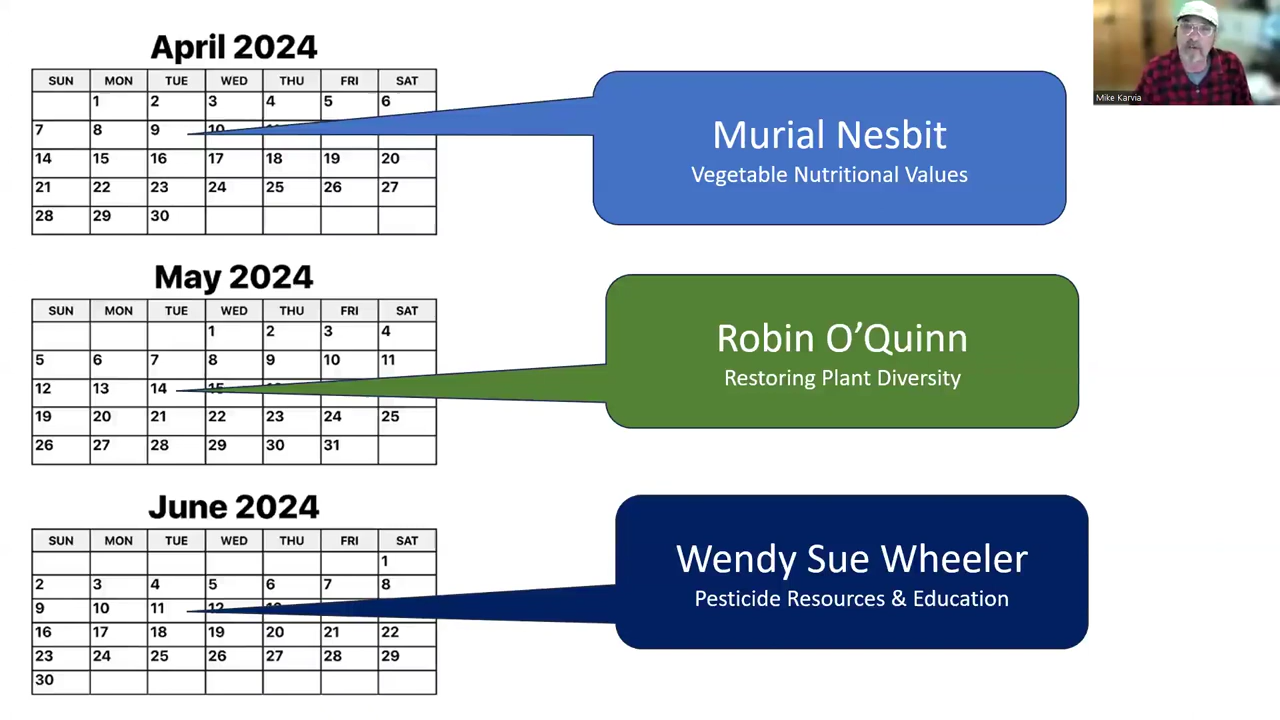 April 2024
SUN MON TUE WED THU FRI SAT
1 2 3 4 5 6
7 8 9 10
14 15 16 17 18 19 20
21 22 23 24 25 26 27
28 29 30
Murial Nesbit
Vegetable Nutritional Values
Mike Karvia
May 2024
SUN MON TUE WED THU FRI SAT
1 2 3 4
5 6 7 8 9 10 11
12 13 14 15
19 20 21 22 23 24 25
26 27 28 29 30 31
Robin O’Quinn
Restoring Plant Diversity
June 2024
SUN MON TUE WED THU FRI SAT
1
2 3 4 5 6 7 8
9 10 11 12 13
16 17 18 19 20 21 22
23 24 25 26 27 28 29
30
Wendy Sue Wheeler
Pesticide Resources & Education